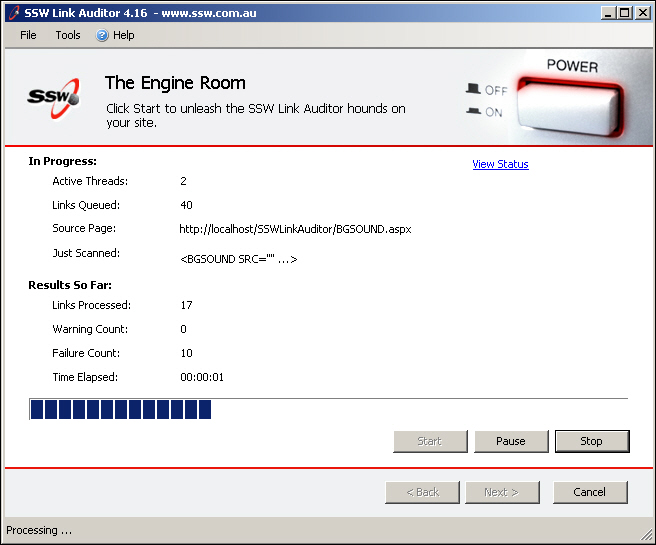 SSW Link Auditor 4.16 - www.ssw.com.au
File Tools Help
SSW
The Engine Room
Click Start to unleash the SSW Link Auditor hounds on
your site.
POWER
OFF
ON
In Progress:
View Status
Active Threads: 2
Links Queued: 40
Source Page: http://localhost/SSWLinkAuditor/BGSOUND.aspx
Just Scanned: <BGSOUND SRC="" ...>
Results So Far:
Links Processed: 17
Warning Count: 0
Failure Count: 10
Time Elapsed: 00:00:01
Start Pause Stop
< Back Next > Cancel
Processing ...